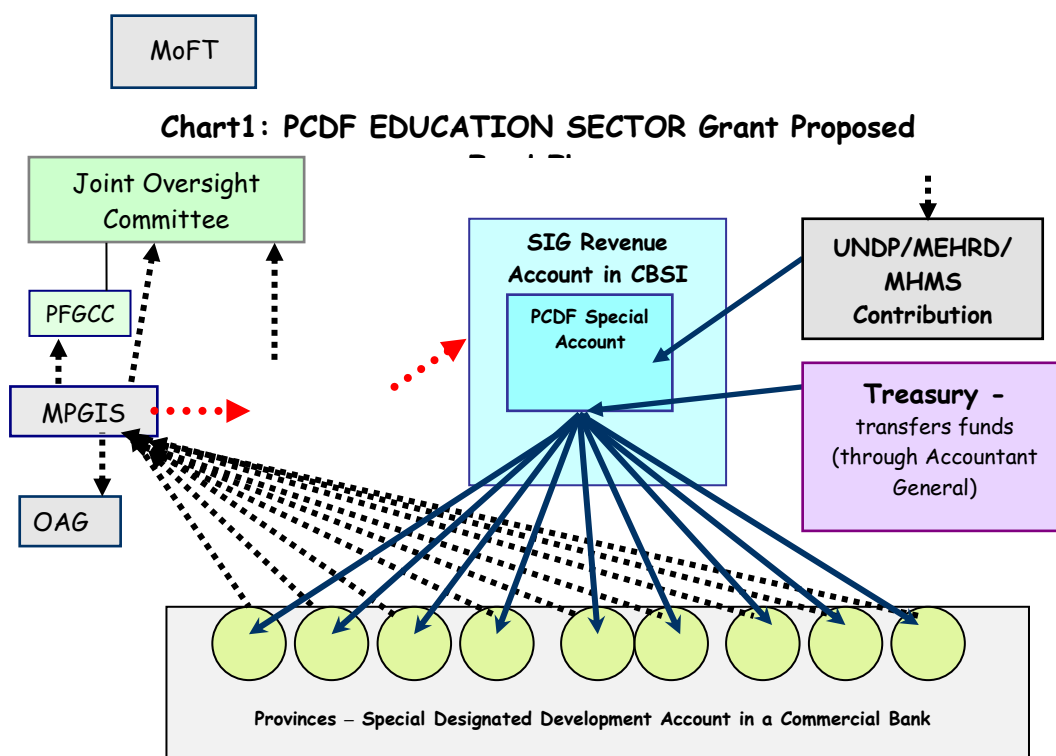 MoFT
Chart1: PCDF EDUCATION SECTOR Grant Proposed
Joint Oversight
Committee
SIG Revenue
Account in CBSI
UNDP/MEHRD/
MHMS
Contribution
PFGCC
PCDF Special
Account
MPGIS
Treasury -
transfers funds
(through Accountant
General)
OAG
Provinces – Special Designated Development Account in a Commercial Bank